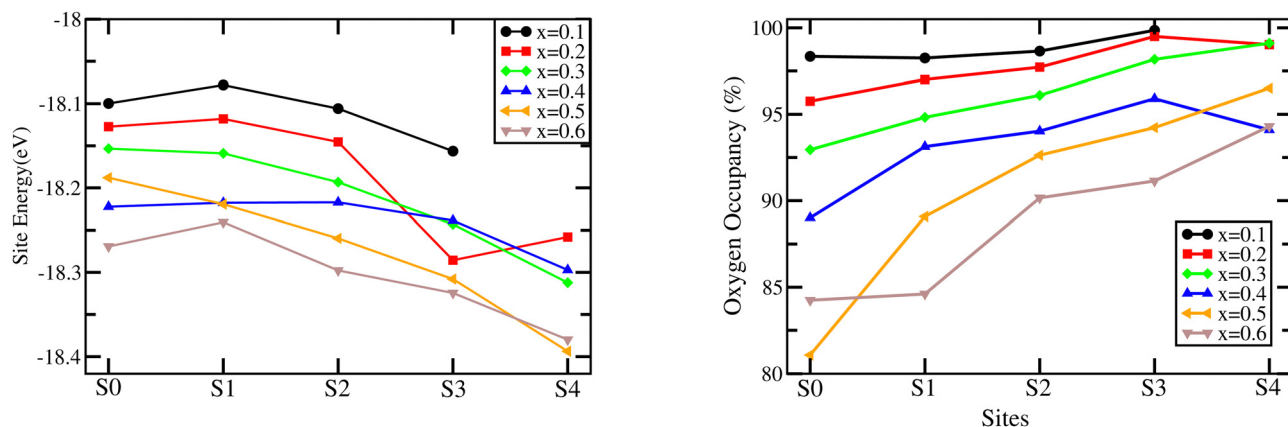 -18
-18.1
-18.2
-18.3
-18.4
Site Energy(eV)
S0 S1 S2 S3 S4
x=0.1
x=0.2
x=0.3
x=0.4
x=0.5
x=0.6
100
95
90
85
80
Oxygen Occupancy (%)
S0 S1 S2 S3 S4
Sites
x=0.1
x=0.2
x=0.3
x=0.4
x=0.5
x=0.6